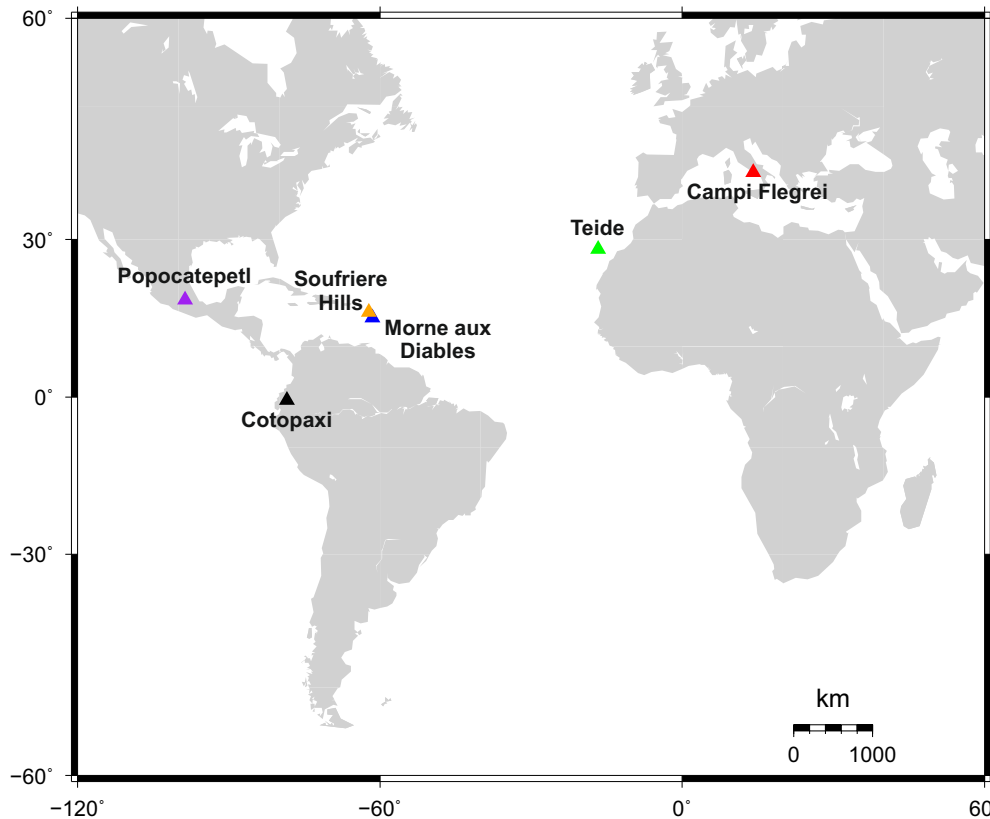 60°
Campi Flegrei
Teide
30°
Popocatepetl
Soufriere
Hills
Morne aux
Diables
0°
Cotopaxi
−30°
km
0 1000
−60°
−120° −60° 0° 60